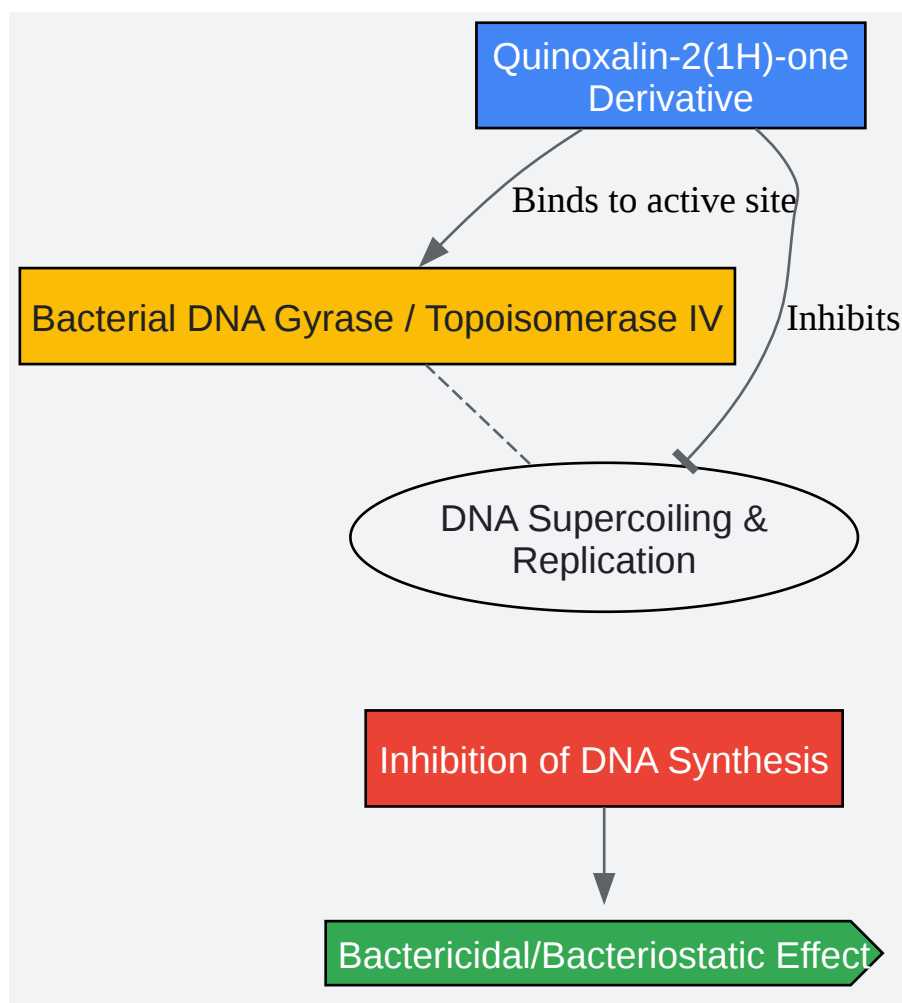 Quinoxalin-2(1H)-one
Derivative
Binds to active site
Bacterial DNA Gyrase / Topoisomerase IV
Inhibits
DNA Supercoiling &
Replication
Inhibition of DNA Synthesis
Bactericidal/Bacteriostatic Effect